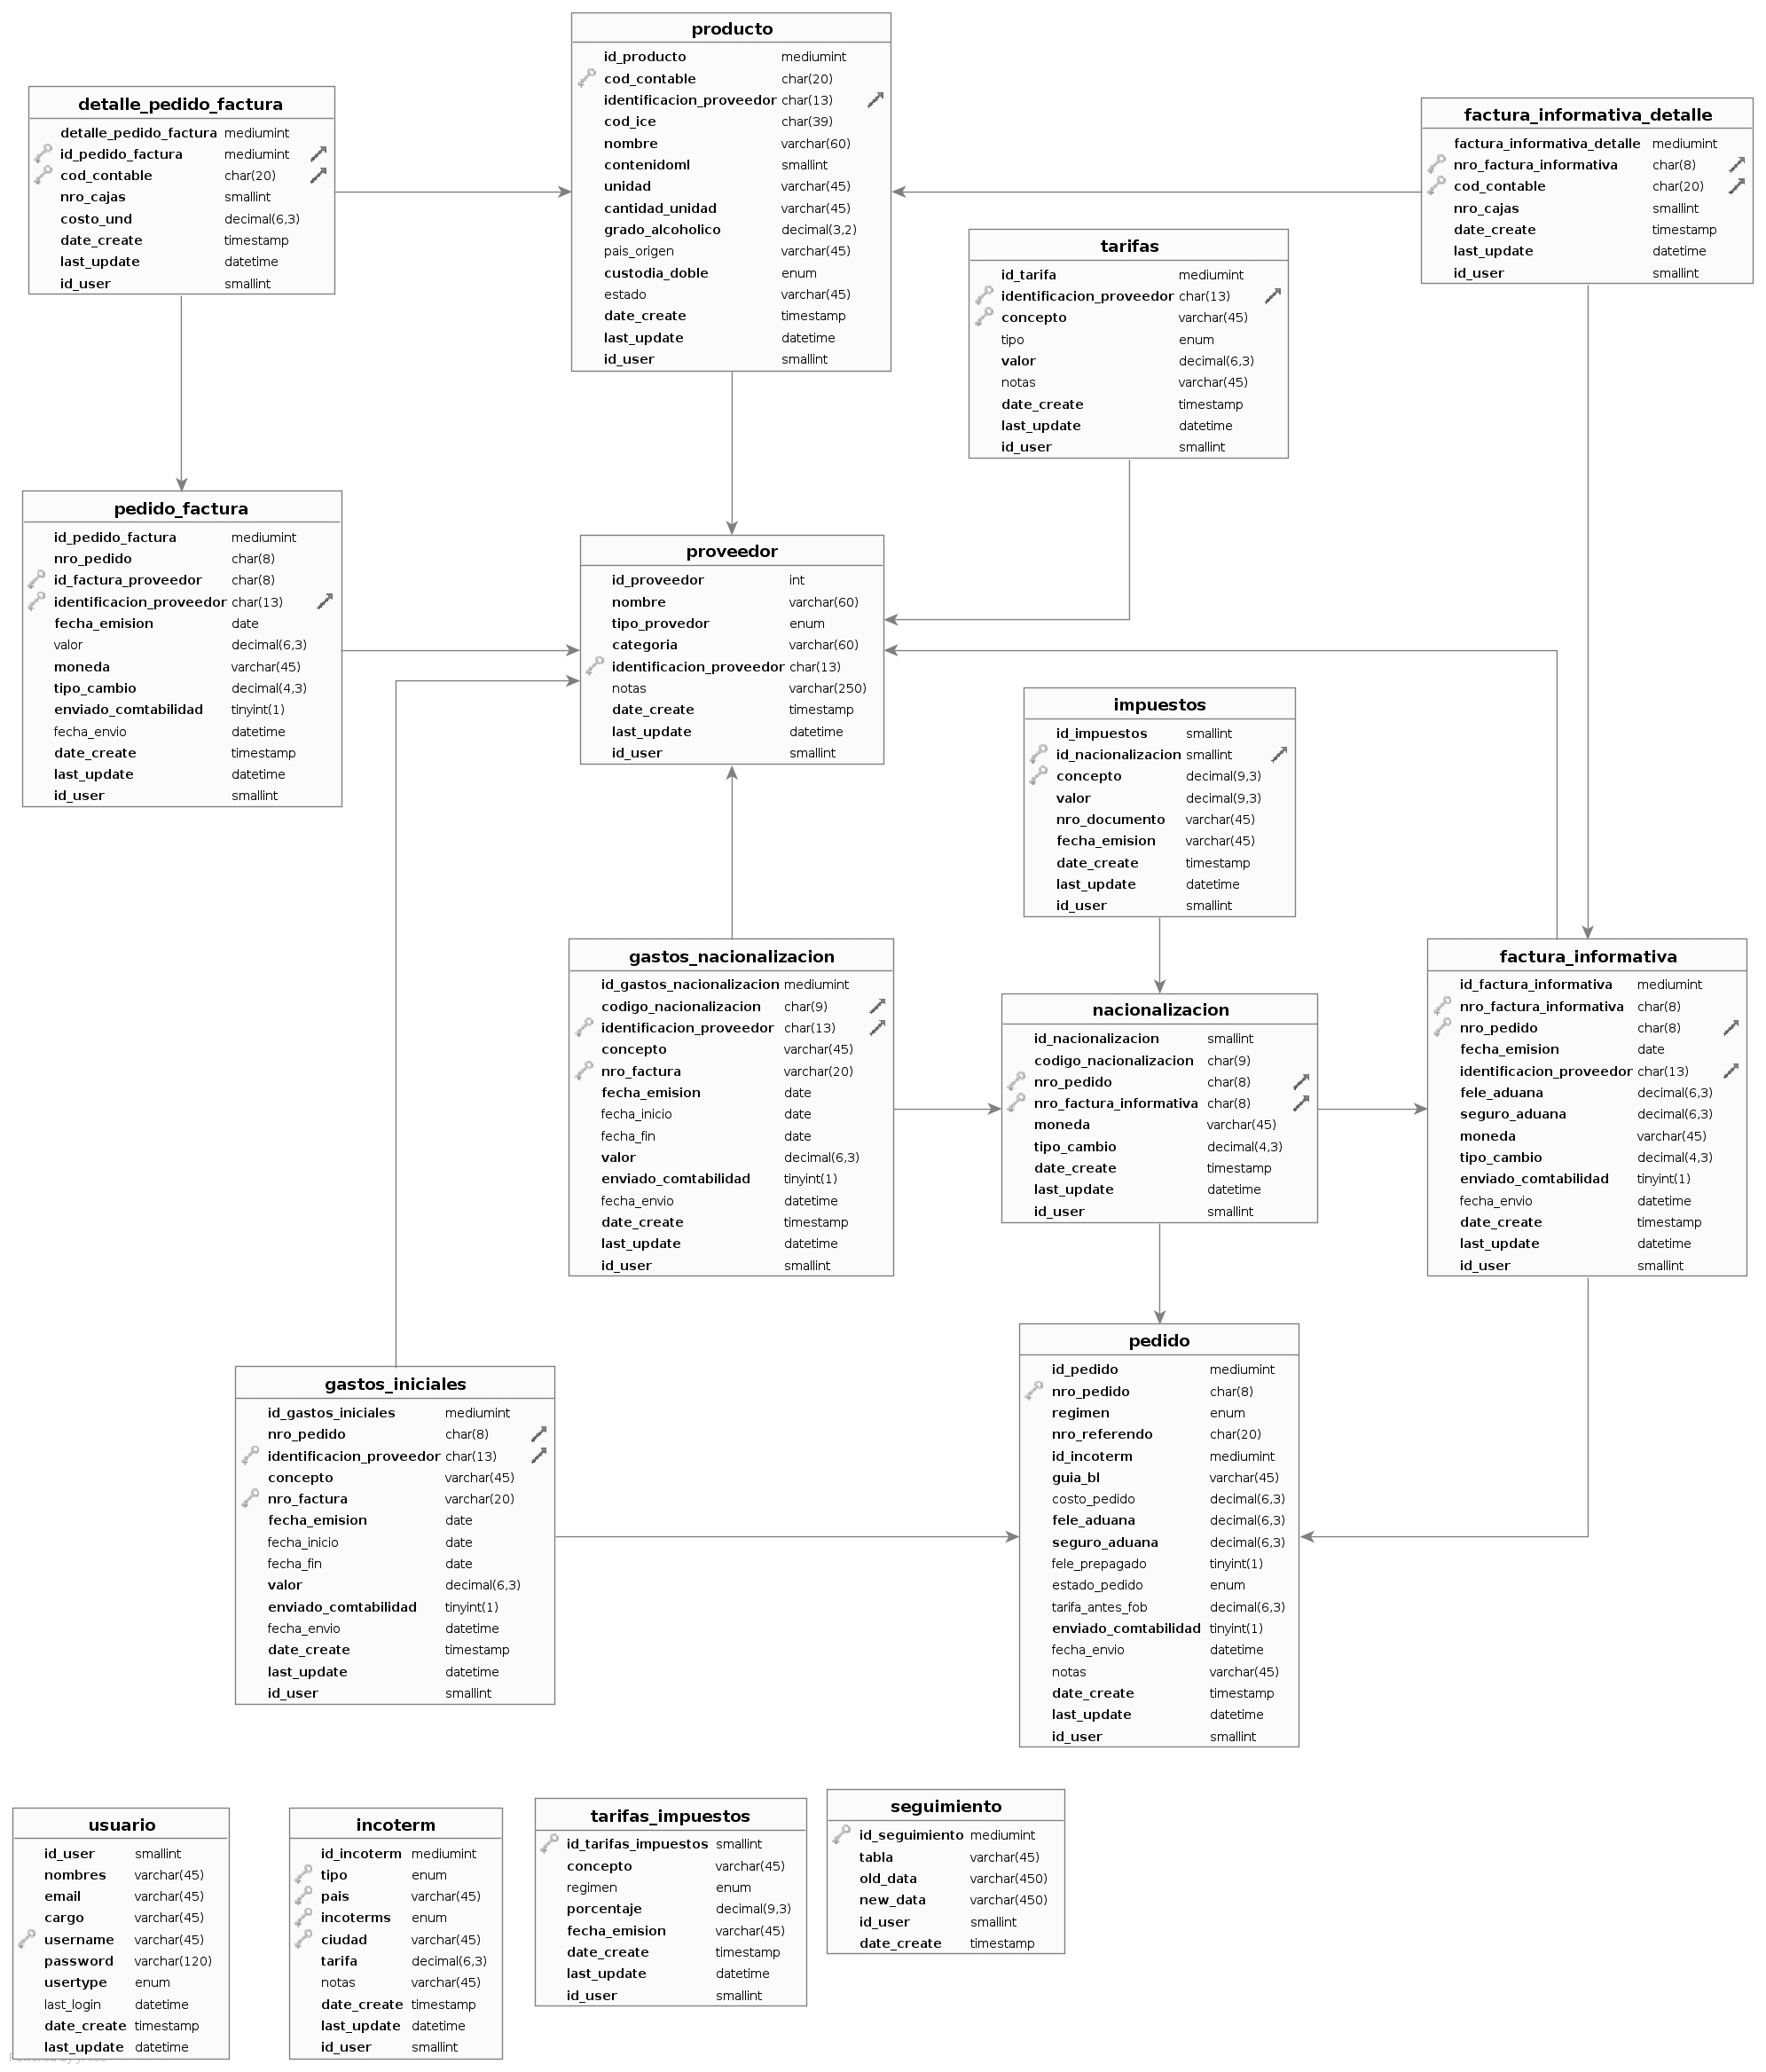 producto
id_producto mediumint
cod_contable char(20)
identificacion_proveedor char(13)
cod_ice char(39)
nombre varchar(60)
contenidoml smallint
unidad varchar(45)
cantidad_unidad varchar(45)
grado_alcoholico decimal(3,2)
pais_origen varchar(45)
custodia_doble enum
estado varchar(45)
date_create timestamp
last_update datetime
id_user smallint
detalle_pedido_factura
detalle_pedido_factura mediumint
id_pedido_factura mediumint
cod_contable char(20)
nro_cajas smallint
costo_und decimal(6,3)
date_create timestamp
last_update datetime
id_user smallint
factura_informativa_detalle
factura_informativa_detalle mediumint
nro_factura_informativa char(8)
cod_contable char(20)
nro_cajas smallint
date_create timestamp
last_update datetime
id_user smallint
tarifas
id_tarifa mediumint
identificacion_proveedor char(13)
concepto varchar(45)
tipo enum
valor decimal(6,3)
notas varchar(45)
date_create timestamp
last_update datetime
id_user smallint
pedido_factura
id_pedido_factura mediumint
nro_pedido char(8)
id_factura_proveedor char(8)
identificacion_proveedor char(13)
fecha_emision date
valor decimal(6,3)
moneda varchar(45)
tipo_cambio decimal(4,3)
enviado_comtabilidad tinyint(1)
fecha_envio datetime
date_create timestamp
last_update datetime
id_user smallint
proveedor
id_proveedor int
nombre varchar(60)
tipo_provedor enum
categoria varchar(60)
identificacion_proveedor char(13)
notas varchar(250)
date_create timestamp
last_update datetime
id_user smallint
impuestos
id_impuestos smallint
id_nacionalizacion smallint
concepto decimal(9,3)
valor decimal(9,3)
nro_documento varchar(45)
fecha_emision varchar(45)
date_create timestamp
last_update datetime
id_user smallint
gastos_nacionalizacion
id_gastos_nacionalizacion mediumint
codigo_nacionalizacion char(9)
identificacion_proveedor char(13)
concepto varchar(45)
nro_factura varchar(20)
fecha_emision date
fecha_inicio date
fecha_fin date
valor decimal(6,3)
enviado_comtabilidad tinyint(1)
fecha_envio datetime
date_create timestamp
last_update datetime
id_user smallint
nacionalizacion
id_nacionalizacion smallint
codigo_nacionalizacion char(9)
nro_pedido char(8)
nro_factura_informativa char(8)
moneda varchar(45)
tipo_cambio decimal(4,3)
date_create timestamp
last_update datetime
id_user smallint
factura_informativa
id_factura_informativa mediumint
nro_factura_informativa char(8)
nro_pedido char(8)
fecha_emision date
identificacion_proveedor char(13)
fele_aduana decimal(6,3)
seguro_aduana decimal(6,3)
moneda varchar(45)
tipo_cambio decimal(4,3)
enviado_comtabilidad tinyint(1)
fecha_envio datetime
date_create timestamp
last_update datetime
id_user smallint
gastos_iniciales
id_gastos_iniciales mediumint
nro_pedido char(8)
identificacion_proveedor char(13)
concepto varchar(45)
nro_factura varchar(20)
fecha_emision date
fecha_inicio date
fecha_fin date
valor decimal(6,3)
enviado_comtabilidad tinyint(1)
fecha_envio datetime
date_create timestamp
last_update datetime
id_user smallint
pedido
id_pedido mediumint
nro_pedido char(8)
regimen enum
nro_referendo char(20)
id_incoterm mediumint
guia_bl varchar(45)
costo_pedido decimal(6,3)
fele_aduana decimal(6,3)
seguro_aduana decimal(6,3)
fele_prepagado tinyint(1)
estado_pedido enum
tarifa_antes_fob decimal(6,3)
enviado_comtabilidad tinyint(1)
fecha_envio datetime
notas varchar(45)
date_create timestamp
last_update datetime
id_user smallint
usuario
id_user smallint
nombres varchar(45)
email varchar(45)
cargo varchar(45)
username varchar(45)
password varchar(120)
usertype enum
last_login datetime
date_create timestamp
last_update datetime
incoterm
id_incoterm mediumint
tipo enum
pais varchar(45)
incoterms enum
ciudad varchar(45)
tarifa decimal(6,3)
notas varchar(45)
date_create timestamp
last_update datetime
id_user smallint
tarifas_impuestos
id_tarifas_impuestos smallint
concepto varchar(45)
regimen enum
porcentaje decimal(9,3)
fecha_emision varchar(45)
date_create timestamp
last_update datetime
id_user smallint
seguimiento
id_seguimiento mediumint
tabla varchar(45)
old_data varchar(450)
new_data varchar(450)
id_user smallint
date_create timestamp